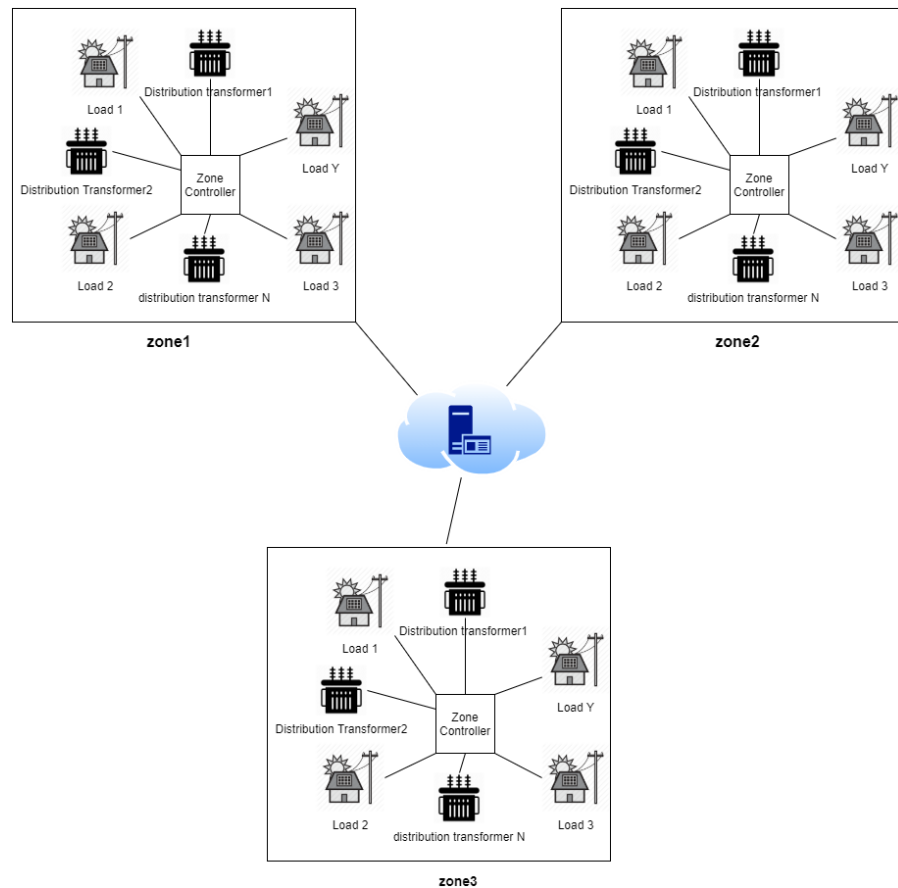 Load 1
Distribution transformer1
Load Y
Distribution Transformer2
Zone
Controller
Load 2
distribution transformer N
Load 3
zone1
Load 1
Distribution transformer1
Load Y
Distribution Transformer2
Zone
Controller
Load 2
distribution transformer N
Load 3
zone2
Load 1
Distribution transformer1
Load Y
Distribution Transformer2
Zone
Controller
Load 2
distribution transformer N
Load 3
zone3